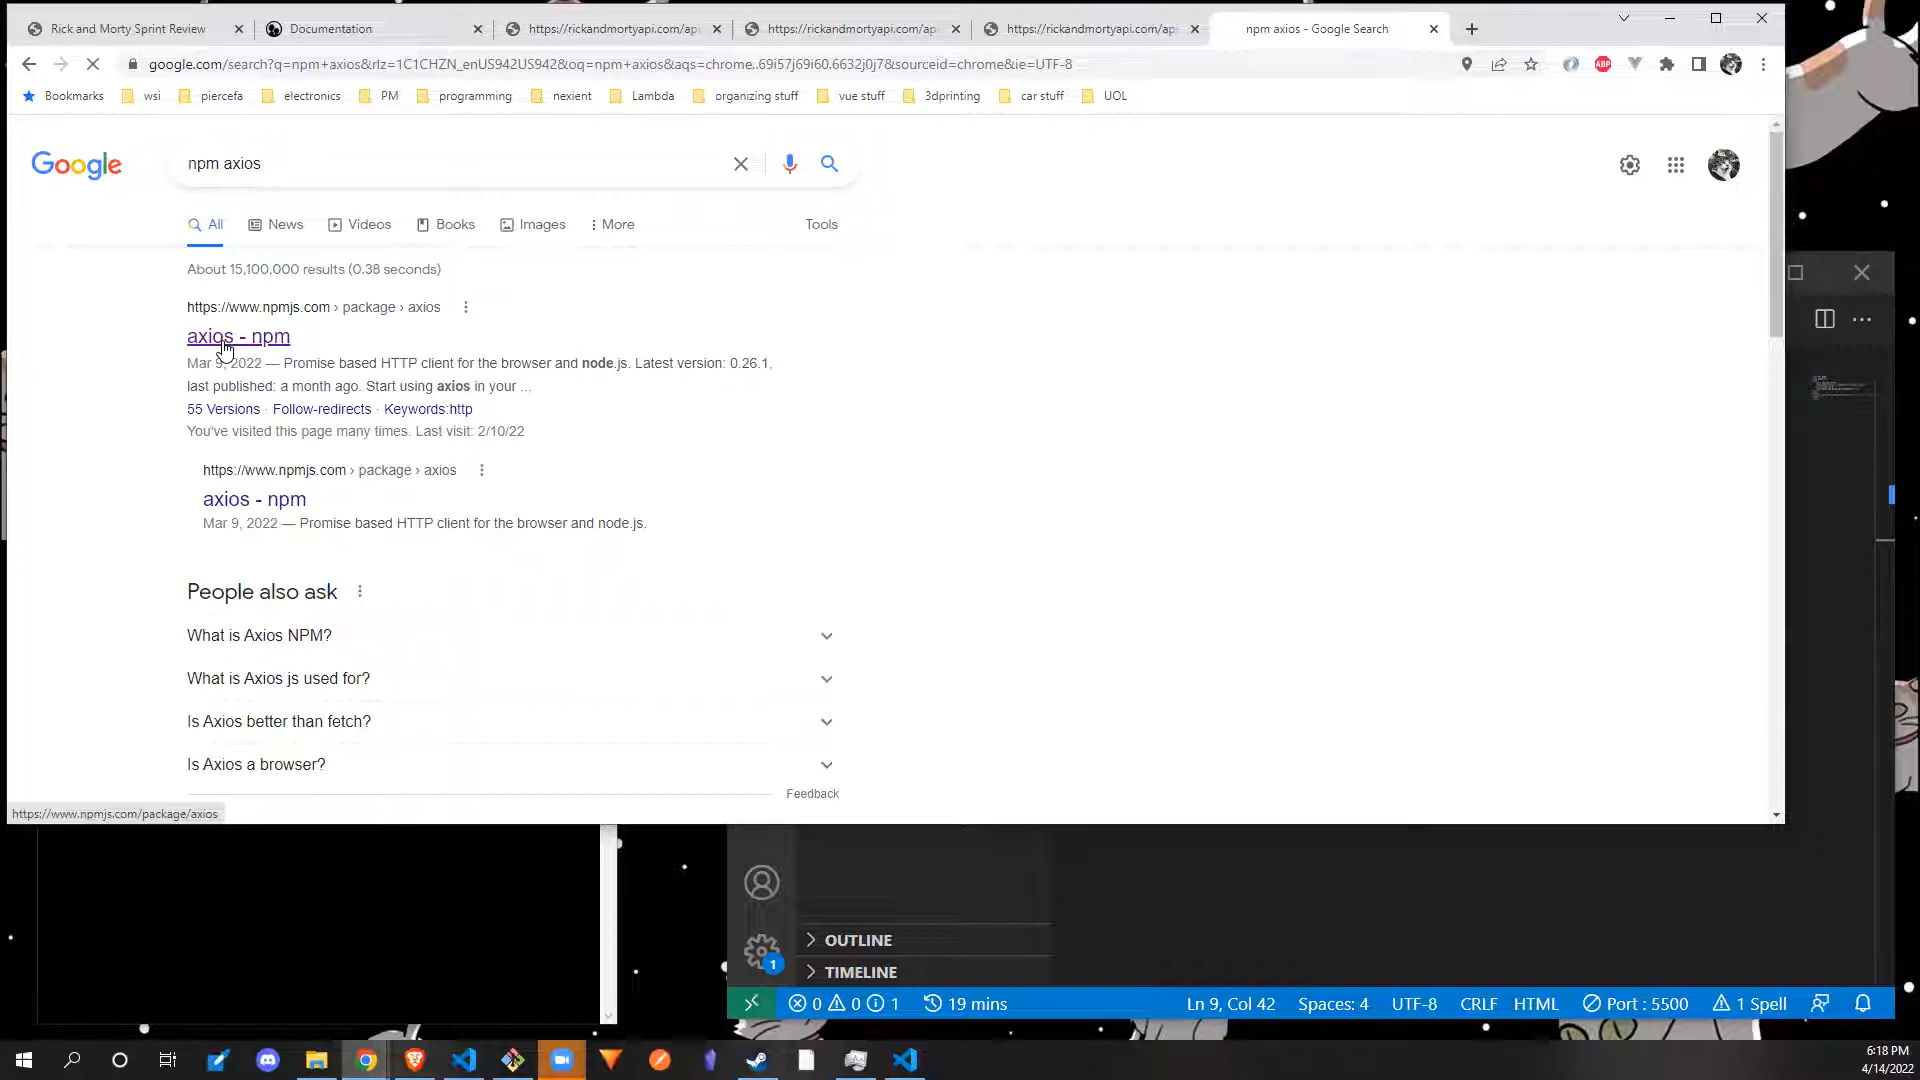 Rick and Morty Sprint Review
Documentation
https://rickandmortyapi.com/api
https://rickandmortyapi.com/ap
https://rickandmortyapi.com/ap
npm axios - Google Search
google.com/search?q=npm+axios&rlz=1C1CHZN_enUS942US942&oq=npm+axios&aqs=chrome..69i57j69i60.6632j0j7&sourceid=chrome&ie=UTF-8
ABP
Bookmarks
wsi
piercefa
electronics
PM
programming
nexient
Lambda
organizing stuff
vue stuff
3dprinting
car stuff
UOL
Google
npm axios
All
News
Videos
Books
Images
More
Tools
About 15,100,000 results (0.38 seconds)
https://www.npmjs.com › package › axios
axios - npm
Mar 9, 2022 — Promise based HTTP client for the browser and node.js. Latest version: 0.26.1,
last published: a month ago. Start using axios in your ...
55 Versions · Follow-redirects · Keywords:http
You've visited this page many times. Last visit: 2/10/22
https://www.npmjs.com › package › axios
axios - npm
Mar 9, 2022 — Promise based HTTP client for the browser and node.js.
People also ask
What is Axios NPM?
What is Axios js used for?
Is Axios better than fetch?
Is Axios a browser?
Feedback
https://www.npmjs.com/package/axios
OUTLINE
1
TIMELINE
0 0 1
19 mins
Ln 9, Col 42
Spaces: 4
UTF-8
CRLF
HTML
Port : 5500
1 Spell
6:18 PM
4/14/2022